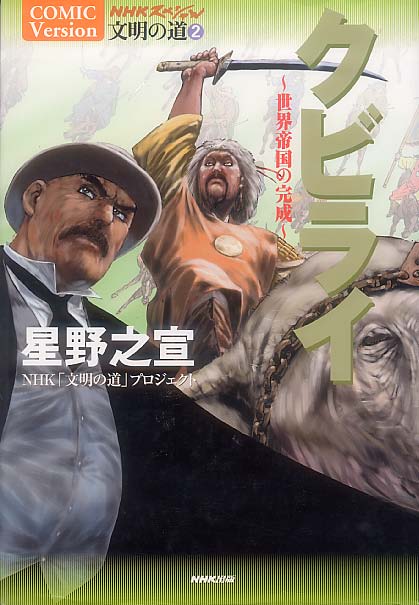 COMIC
Version
NHKスペシャル
文明の道2
クビライ
～世界帝国の完成～
星野之宣
NHK「文明の道」プロジェクト
NHK出版